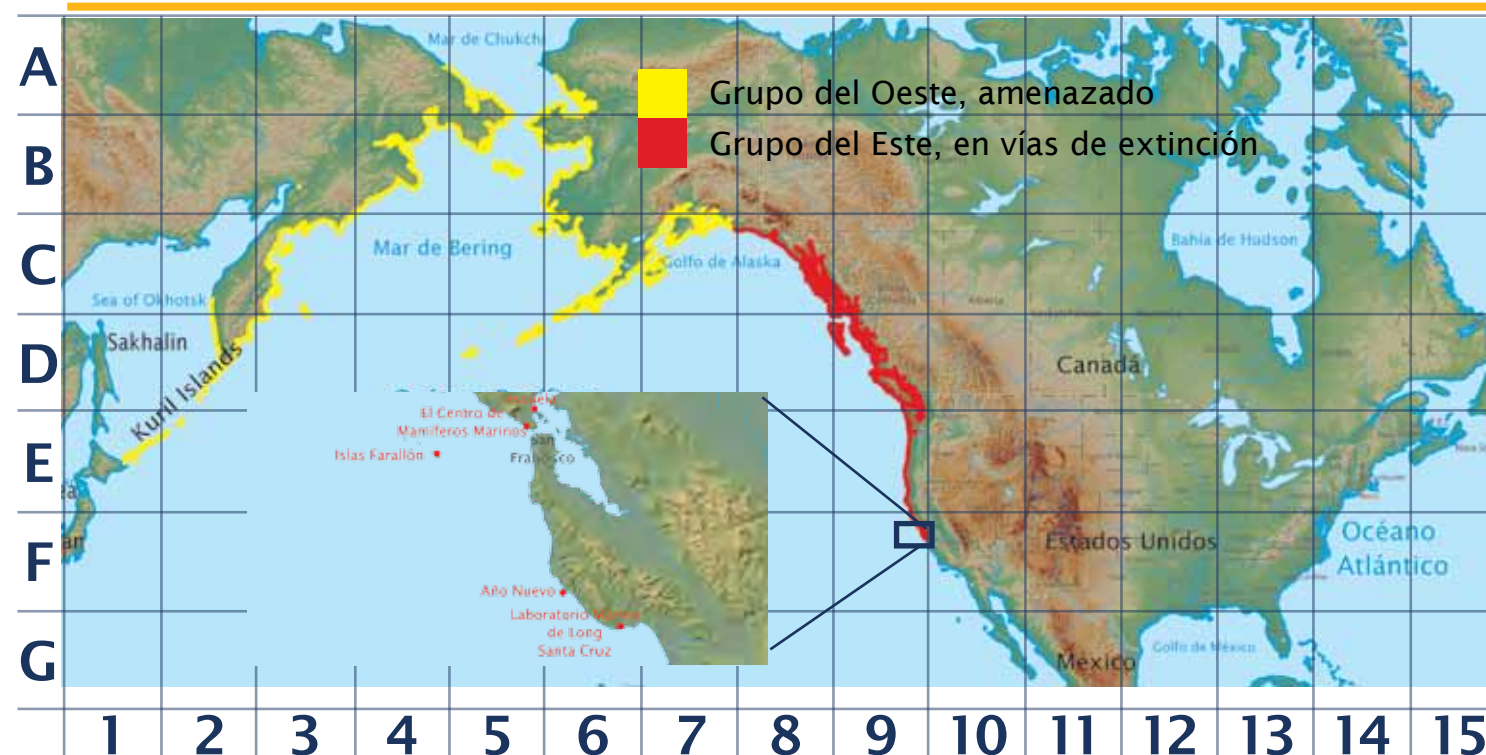 A
B
C
D
E
F
G
Mar de Chukchi
Grupo del Oeste, amenazado
Grupo del Este, en vías de extinción
Mar de Bering
Golfo de Alaska
Bahía de Hudson
Sea of Okhotsk
Alberta
Sakhalin
Kuril Islands
Canadá
El Centro de
Mamíferos Marinos
San
Islas Farallón
Estados Unidos
Océano
Atlántico
Año Nuevo
Laboratorio
de Long
Santa Cruz
Mexico
Golfo de México
1 2 3 4 5 6 7 8 9 10 11 12 13 14 15